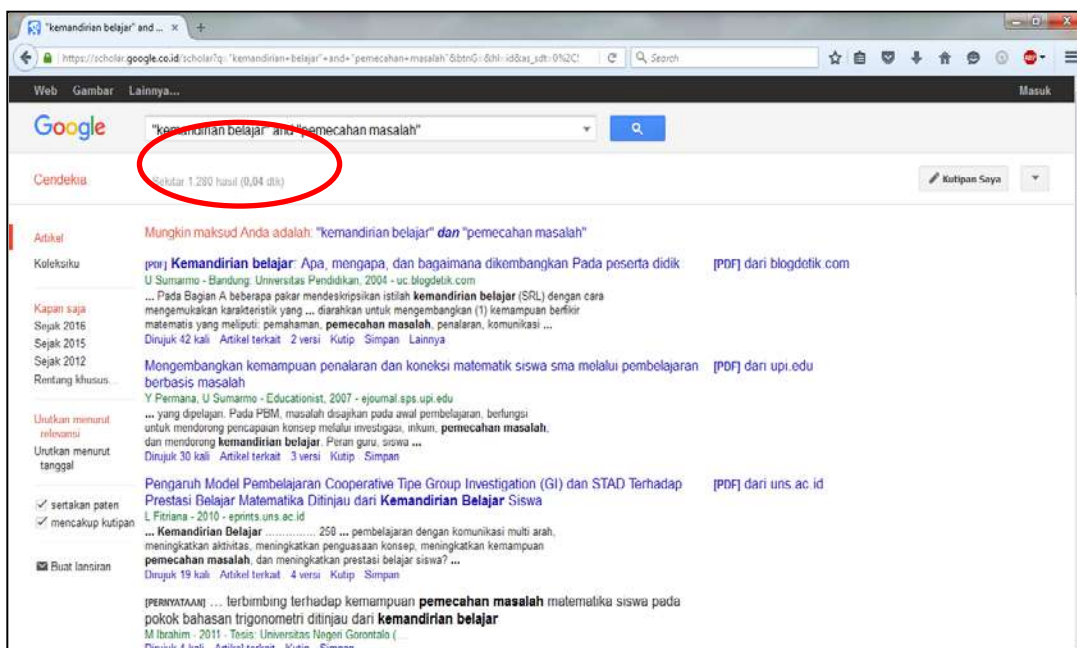 "kemandirian belajar" and ... × +
https://scholar.google.co.id/scholar?q="kemandirian+belajar"+and+"pemecahan+masalah"&btnG=&hl=id&as_sdt=0%2C! Search
Web Gambar Lainnya... Masuk
Google "kemandirian belajar" and "pemecahan masalah"
Cendekia Sekitar 1.280 hasil (0,04 dtk) Kutipan Saya
Artikel
Koleksiku
Kapan saja
Sejak 2016
Sejak 2015
Sejak 2012
Rentang khusus...
Urutkan menurut
relevansi
Urutkan menurut
tanggal
sertakan paten
mencakup kutipan
Buat lansiran
Mungkin maksud Anda adalah: "kemandirian belajar" dan "pemecahan masalah"
[PDF] Kemandirian belajar: Apa, mengapa, dan bagaimana dikembangkan Pada peserta didik
[PDF] dari blogdetik.com
U Sumarmo - Bandung: Universitas Pendidikan, 2004 - uc.blogdetik.com
... Pada Bagian A beberapa pakar mendeskripsikan istilah kemandirian belajar (SRL) dengan cara
mengemukakan karakteristik yang ... diarahkan untuk mengembangkan (1) kemampuan berfikir
matematis yang meliputi: pemahaman, pemecahan masalah, penalaran, komunikasi ...
Dirujuk 42 kali Artikel terkait 2 versi Kutip Simpan Lainnya
Mengembangkan kemampuan penalaran dan koneksi matematik siswa sma melalui pembelajaran
berbasis masalah
[PDF] dari upi.edu
Y Permana, U Sumarmo - Educationist, 2007 - ejournal.sps.upi.edu
... yang dipelajari. Pada PBM, masalah disajikan pada awal pembelajaran, berfungsi
untuk mendorong pencapaian konsep melalui investigasi, inkuiri, pemecahan masalah,
dan mendorong kemandirian belajar. Peran guru, siswa ...
Dirujuk 30 kali Artikel terkait 3 versi Kutip Simpan
Pengaruh Model Pembelajaran Cooperative Tipe Group Investigation (GI) dan STAD Terhadap
Prestasi Belajar Matematika Ditinjau dari Kemandirian Belajar Siswa
[PDF] dari uns.ac.id
L Fitriana - 2010 - eprints.uns.ac.id
... Kemandirian Belajar ............... 258 ... pembelajaran dengan komunikasi multi arah,
meningkatkan aktivitas, meningkatkan penguasaan konsep, meningkatkan kemampuan
pemecahan masalah, dan meningkatkan prestasi belajar siswa? ...
Dirujuk 19 kali Artikel terkait 4 versi Kutip Simpan
[PERNYATAAN] ... terbimbing terhadap kemampuan pemecahan masalah matematika siswa pada
pokok bahasan trigonometri ditinjau dari kemandirian belajar
M Ibrahim - 2011 - Tesis: Universitas Negeri Gorontalo (...
Dirujuk 4 kali Artikel terkait Kutip Simpan